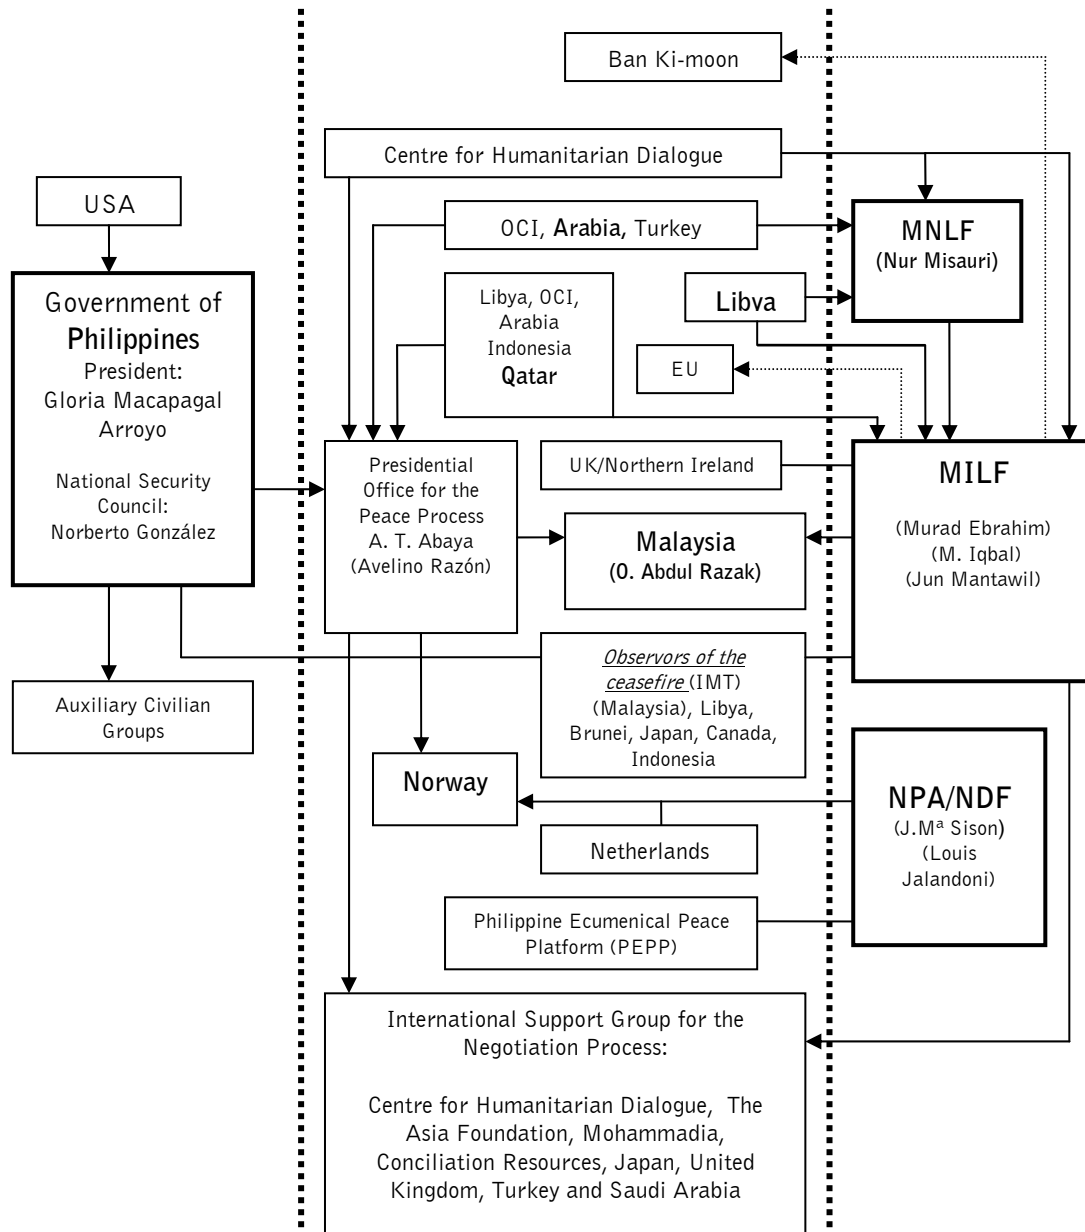 Ban Ki-moon
Centre for Humanitarian Dialogue
USA
OCI, Arabia, Turkey
MNLF
(Nur Misauri)
Government of
Philippines
President:
Gloria Macapagal
Arroyo
National Security
Council:
Norberto González
Libya, OCI,
Arabia
Indonesia
Qatar
Libva
EU
Presidential
Office for the
Peace Process
A. T. Abaya
(Avelino Razón)
UK/Northern Ireland
MILF
(Murad Ebrahim)
(M. Iqbal)
(Jun Mantawil)
Malaysia
(O. Abdul Razak)
Auxiliary Civilian
Groups
Observors of the
ceasefire (IMT)
(Malaysia), Libya,
Brunei, Japan, Canada,
Indonesia
Norway
NPA/NDF
(J.Mª Sison)
(Louis
Jalandoni)
Netherlands
Philippine Ecumenical Peace
Platform (PEPP)
International Support Group for the
Negotiation Process:
Centre for Humanitarian Dialogue, The
Asia Foundation, Mohammadia,
Conciliation Resources, Japan, United
Kingdom, Turkey and Saudi Arabia